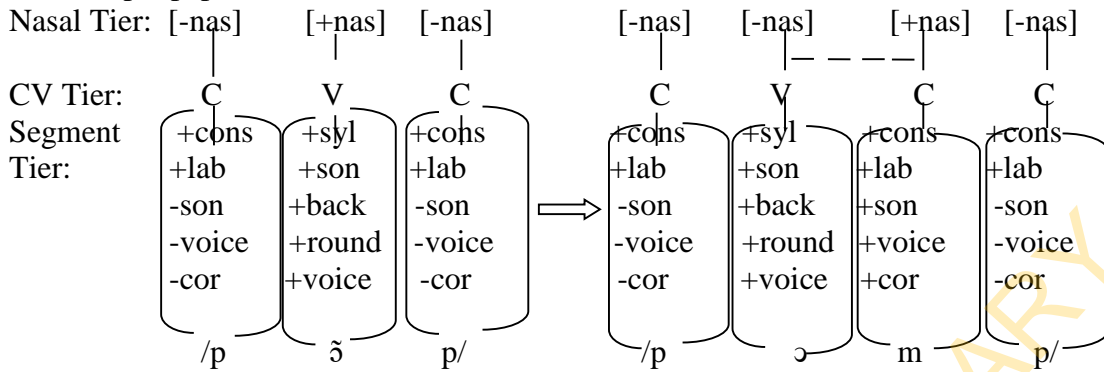 Nasal Tier: [-nas] [+nas] [-nas] [-nas] [-nas] [+nas] [-nas]
CV Tier: C V C C V C C
Segment +cons +syl +cons +cons +syl +cons +cons
Tier: +lab +son +lab +lab +son +lab +lab
-son +back -son -son +back +son -son
-voice +round -voice -voice +round +voice -voice
-cor +voice -cor -cor +voice +cor -cor
/p ɔ̃ p/ /p ɔ m p/
ARY